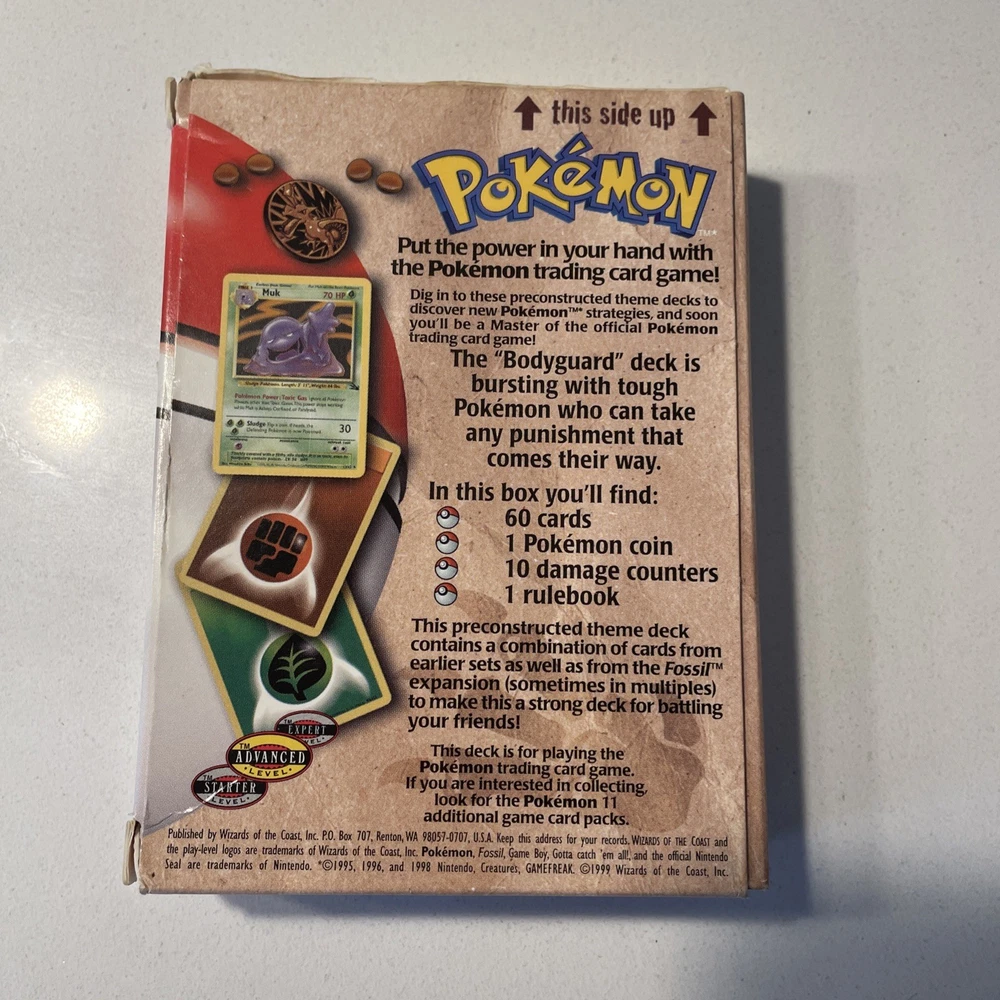 this side up
POKéMON
TM*
Put the power in your hand with
the Pokémon trading card game!
Dig in to these preconstructed theme decks to
discover new Pokémon™* strategies, and soon
you'll be a Master of the official Pokémon
trading card game!
The "Bodyguard" deck is
bursting with tough
Pokémon who can take
any punishment that
comes their way.
In this box you'll find:
60 cards
1 Pokémon coin
10 damage counters
1 rulebook
This preconstructed theme deck
contains a combination of cards from
earlier sets as well as from the Fossil™
expansion (sometimes in multiples)
to make this a strong deck for battling
your friends!
This deck is for playing the
Pokémon trading card game.
If you are interested in collecting,
look for the Pokémon 11
additional game card packs.
Muk
70 HP
Pokémon Power: Toxic Gas
Sludge
30
TM
EXPERT
TM
ADVANCED
•LEVEL•
TM
STARTER
LEVEL•
Published by Wizards of the Coast, Inc. P.O. Box 707, Renton, WA 98057-0707, U.S.A. Keep this address for your records. WIZARDS OF THE COAST and
the play-level logos are trademarks of Wizards of the Coast, Inc. Pokémon, Fossil, Game Boy, Gotta catch 'em all!, and the official Nintendo
Seal are trademarks of Nintendo. *©1995, 1996, and 1998 Nintendo, Creatures, GAMEFREAK. ©1999 Wizards of the Coast, Inc.